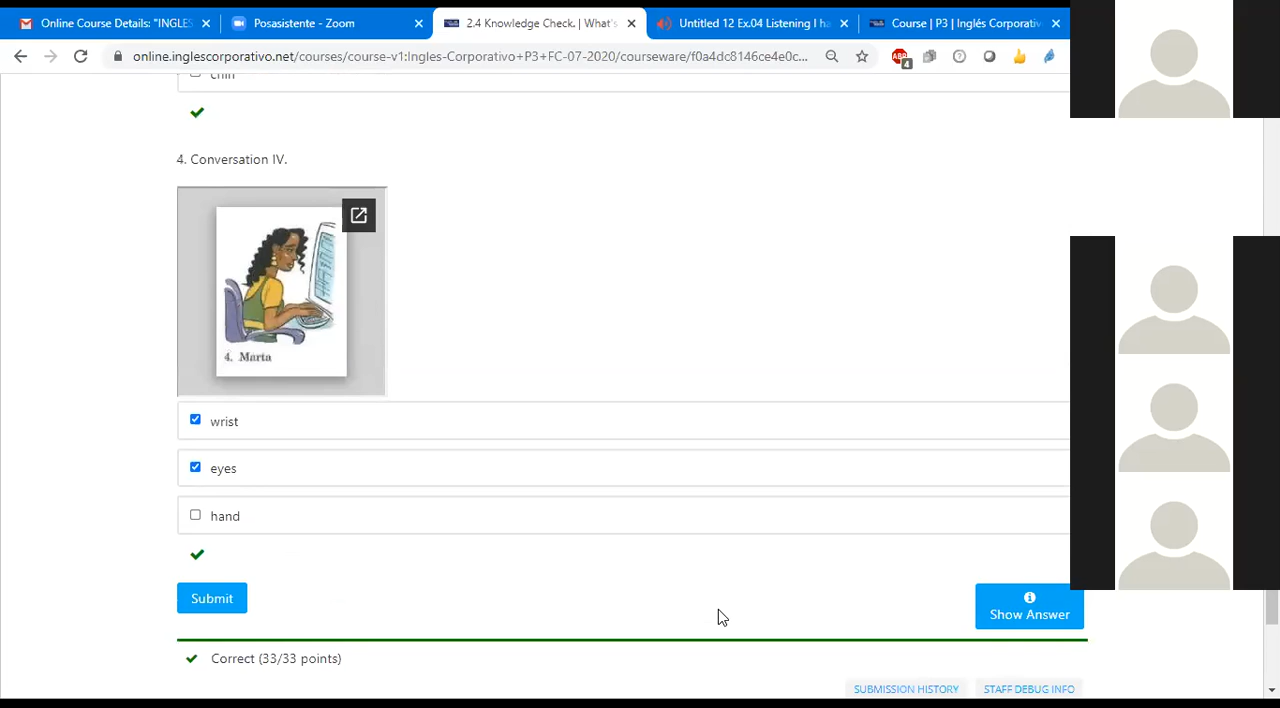 Online Course Details: "INGLES
Posasistente - Zoom
2.4 Knowledge Check. | What's
Untitled 12 Ex.04 Listening I ha
Course | P3 | Inglés Corporativ
online.inglescorporativo.net/courses/course-v1:Ingles-Corporativo+P3+FC-07-2020/courseware/f0a4dc8146ce4e0c...
ABP
4
chin
4. Conversation IV.
4. Marta
wrist
eyes
hand
Submit
Show Answer
Correct (33/33 points)
SUBMISSION HISTORY
STAFF DEBUG INFO